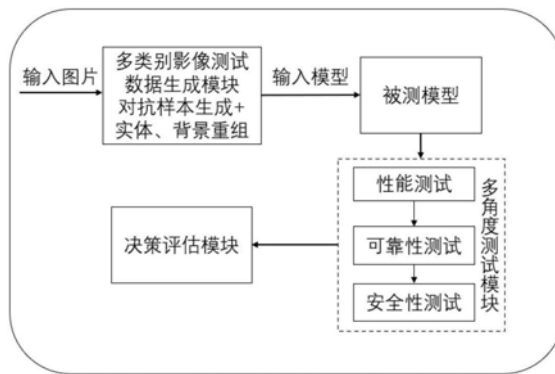 输入图片
多类别影像测试
数据生成模块
对抗样本生成+
实体、背景重组
输入模型
被测模型
性能测试
可靠性测试
安全性测试
多角度测试模块
决策评估模块